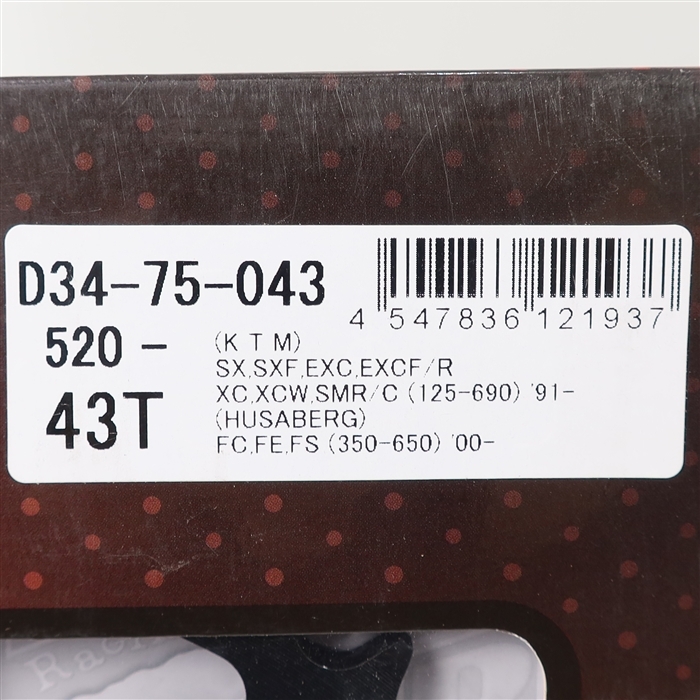 D34-75-043
4 547836 121937
520 -
43T
(K T M)
SX,SXF,EXC,EXCF/R
XC,XCW,SMR/C (125-690) '91-
(HUSABERG)
FC,FE,FS (350-650) '00-